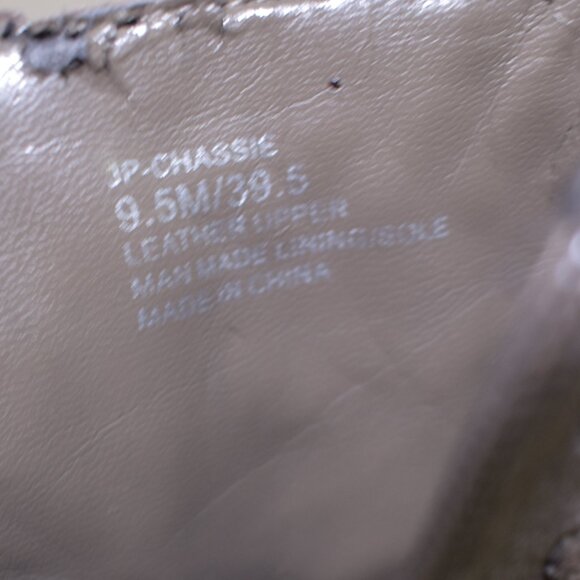 JP-CHASSIE
9.5M/39.5
LEATHER UPPER
MAN MADE LINING/SOLE
MADE IN CHINA